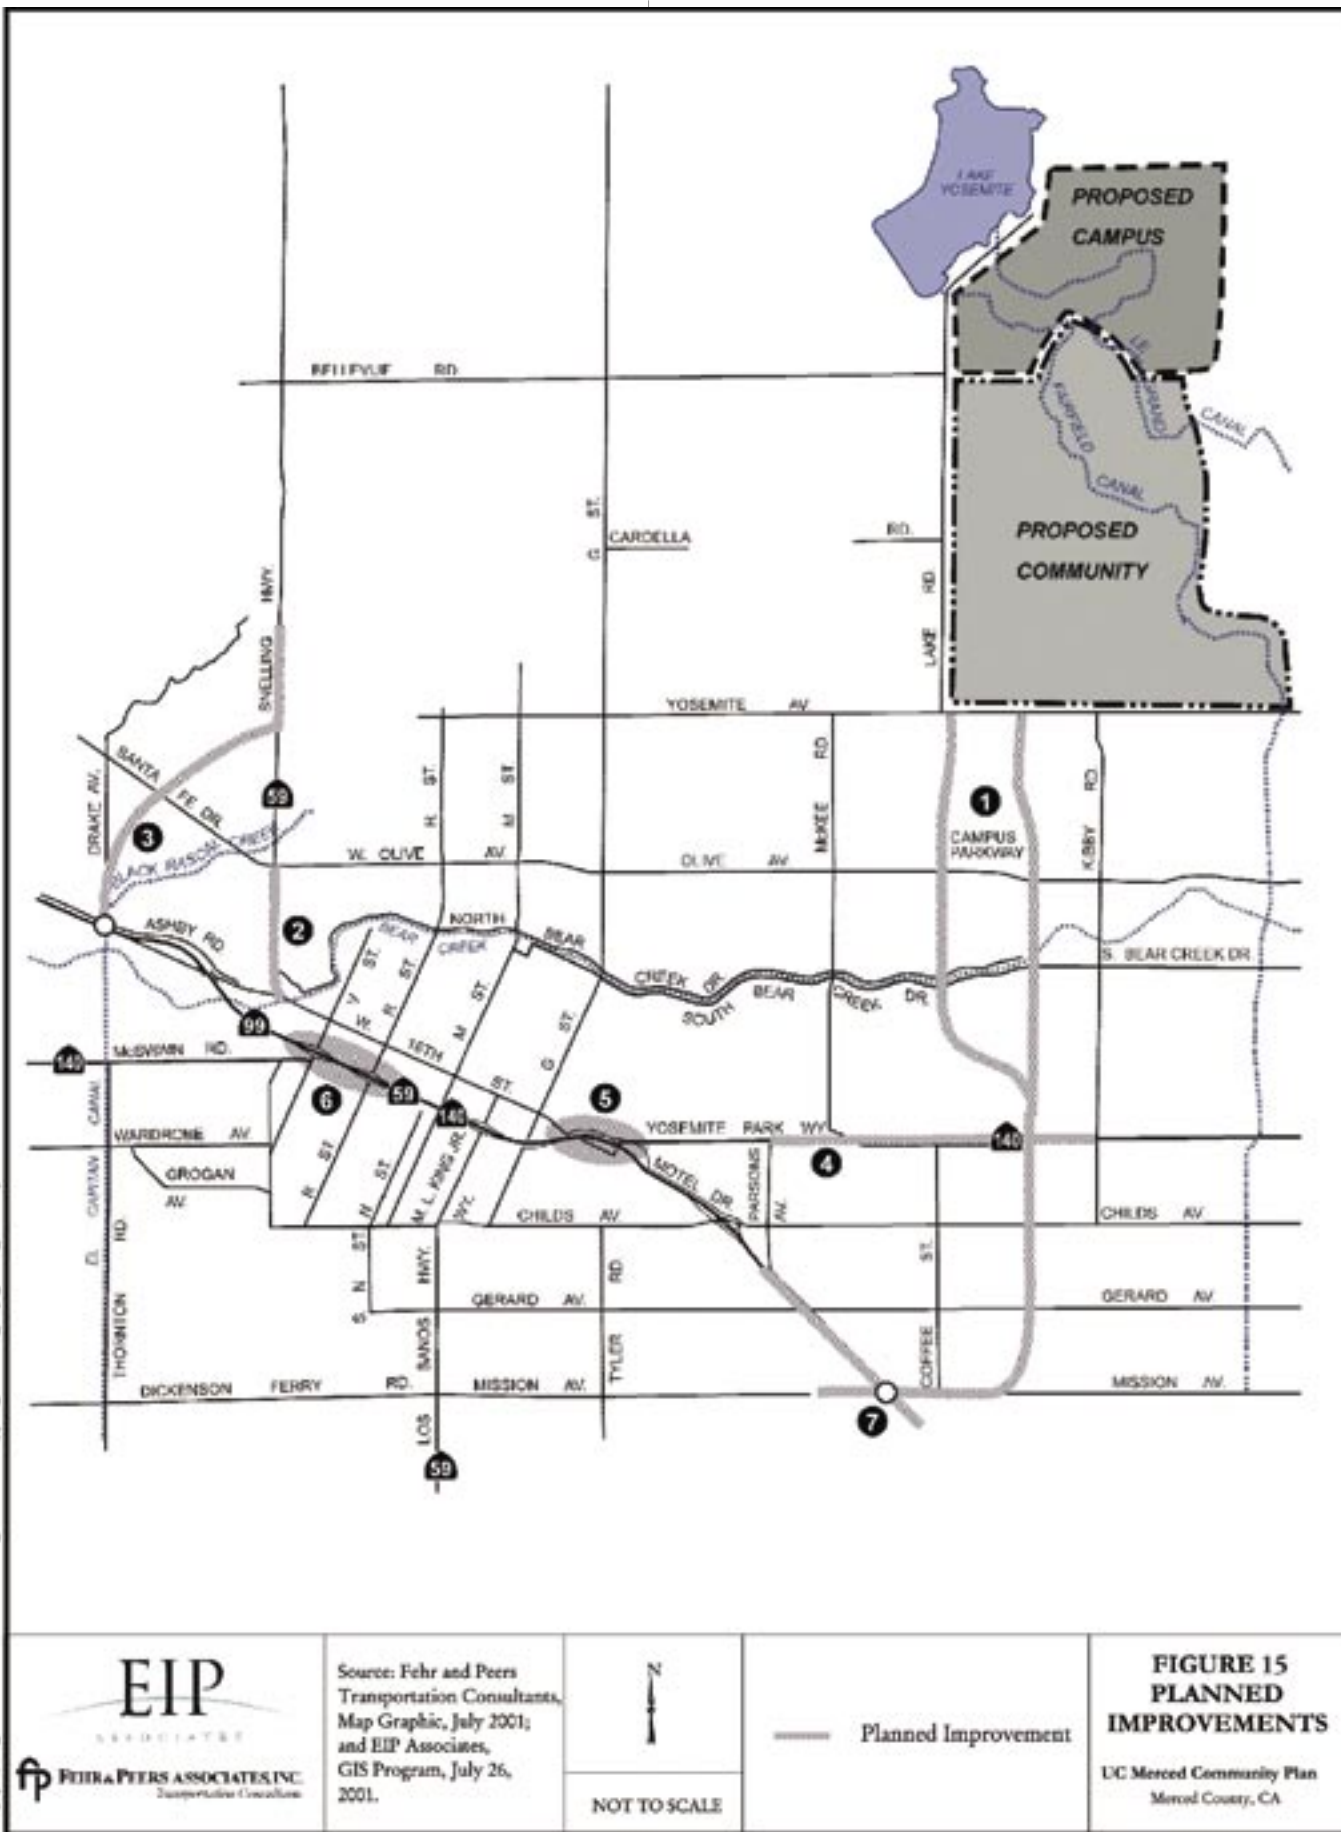 LAKE
YOSEMITE
PROPOSED
CAMPUS
BELLEVUE RD.
LE
GRAND
CANAL
FAIRFIELD
CANAL
G ST.
CARDELLA
RD.
PROPOSED
COMMUNITY
SNELLING HWY.
LAKE RD.
YOSEMITE AV.
SANTA
FE DR.
DRAKE AV.
59
R ST.
M ST
McKEE RD.
1
CAMPUS
PARKWAY
KIBBY RD.
3
BLACK RASCAL CREEK
W. OLIVE AV.
OLIVE AV.
2
ASHBY RD.
BEAR
CREEK
NORTH
BEAR
CREEK DR
SOUTH BEAR CREEK DR.
S. BEAR CREEK DR.
V ST.
R ST
M ST
G ST.
W. 16TH ST.
99
140
McSWAIN RD.
6
59
140
5
YOSEMITE PARK WY
4
140
EL CAPITAN CANAL
WARDROBE AV.
GROGAN
AV.
R ST
N ST
M. L. KING JR.
WY.
MOTEL DR.
PARSONS
AV.
CHILDS AV.
CHILDS AV.
THORNTON RD.
S N ST.
LOS BANOS HWY.
TYLER RD
COFFEE ST.
GERARD AV.
GERARD AV.
DICKENSON FERRY RD.
MISSION AV.
MISSION AV.
7
59
EIP
ASSOCIATES
fp FEHR & PEERS ASSOCIATES, INC.
Transportation Consultants
Source: Fehr and Peers
Transportation Consultants,
Map Graphic, July 2001;
and EIP Associates,
GIS Program, July 26,
2001.
N
NOT TO SCALE
Planned Improvement
FIGURE 15
PLANNED
IMPROVEMENTS
UC Merced Community Plan
Merced County, CA